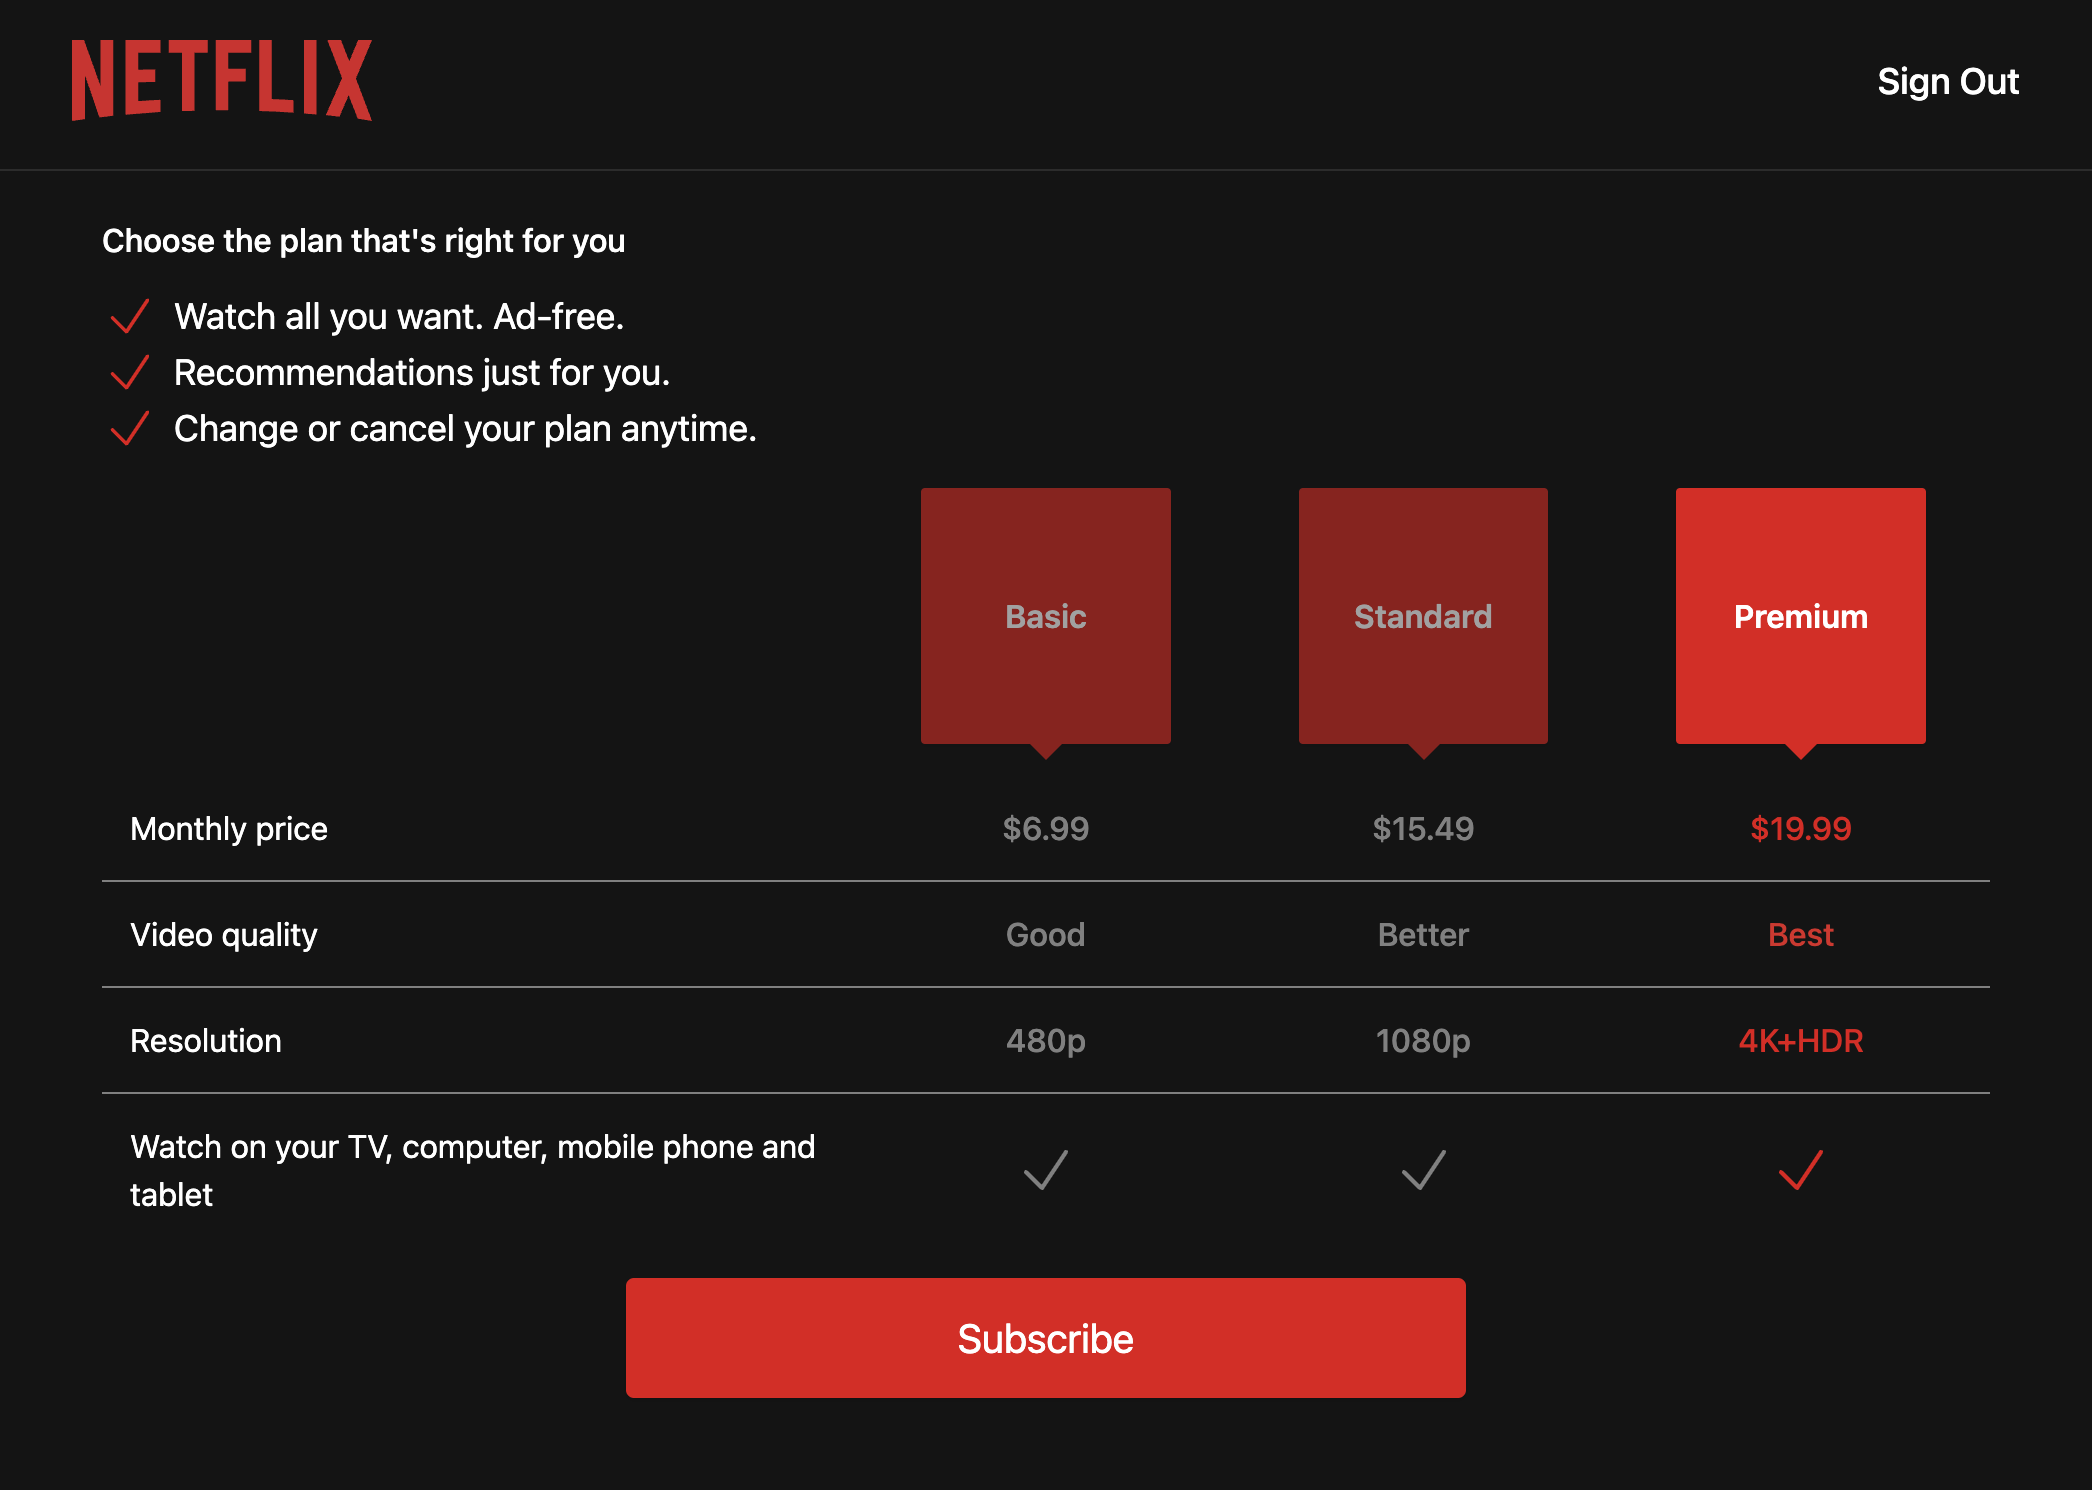 NETFLIX
Sign Out
Choose the plan that's right for you
Watch all you want. Ad-free.
Recommendations just for you.
Change or cancel your plan anytime.
Basic Standard Premium
Monthly price $6.99 $15.49 $19.99
Video quality Good Better Best
Resolution 480p 1080p 4K+HDR
Watch on your TV, computer, mobile phone and
tablet
Subscribe